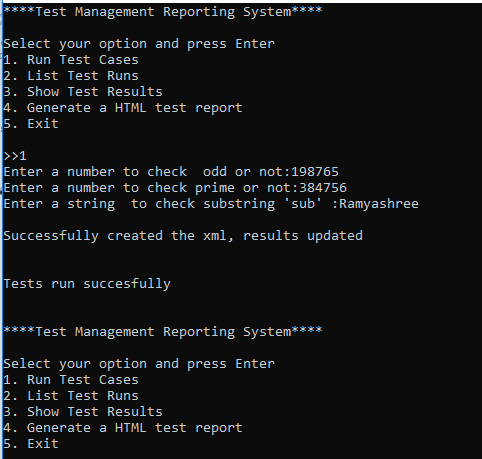 ****Test Management Reporting System****
Select your option and press Enter
1. Run Test Cases
2. List Test Runs
3. Show Test Results
4. Generate a HTML test report
5. Exit
>>1
Enter a number to check  odd or not:198765
Enter a number to check prime or not:384756
Enter a string  to check substring 'sub' :Ramyashree
Successfully created the xml, results updated
Tests run succesfully
****Test Management Reporting System****
Select your option and press Enter
1. Run Test Cases
2. List Test Runs
3. Show Test Results
4. Generate a HTML test report
5. Exit